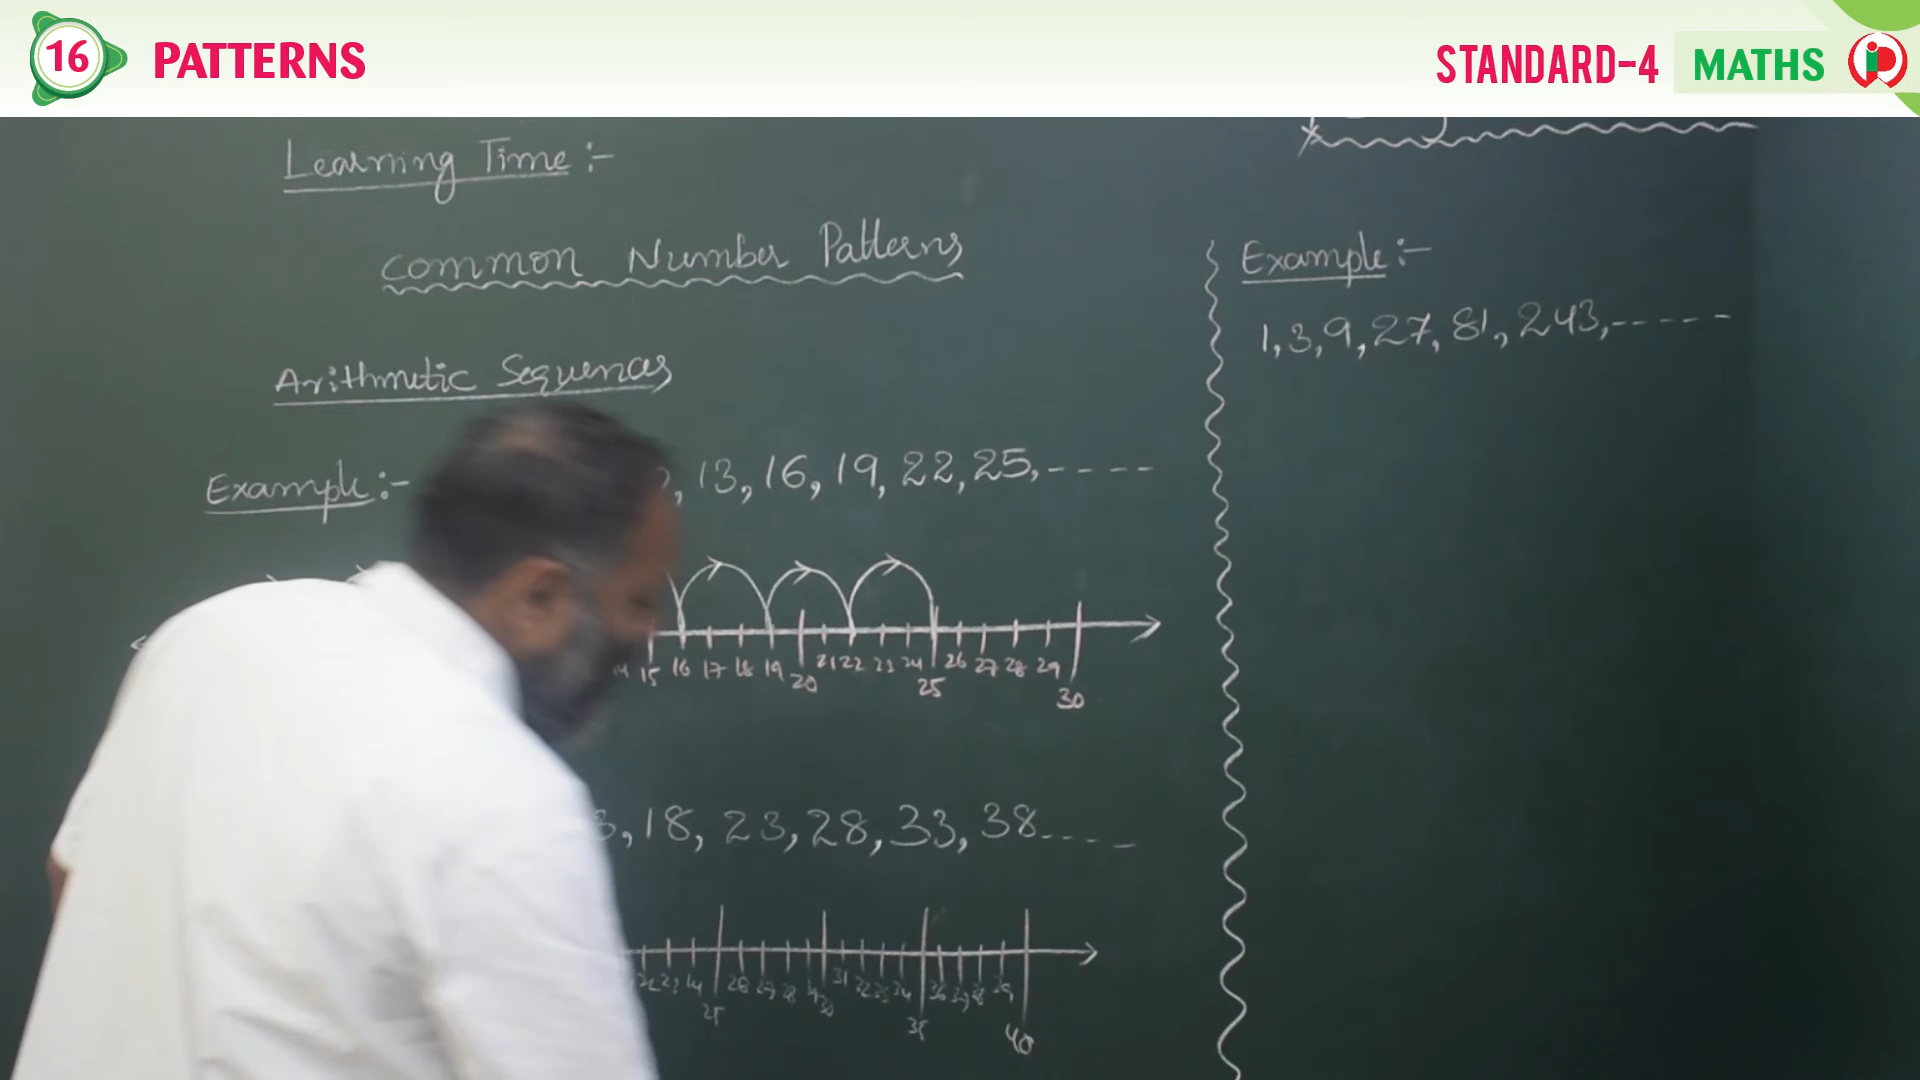 16 PATTERNS
STANDARD-4 MATHS
Learning Time :-
Common Number Patterns
Arithmetic Sequences
Example :-
, 13, 16, 19, 22, 25, - - - -
15 16 17 18 19 20 21 22 23 24 25 26 27 28 29 30
, 18, 23, 28, 33, 38 - - - -
25 31 35 40
Example :-
1, 3, 9, 27, 81, 243, - - - - -